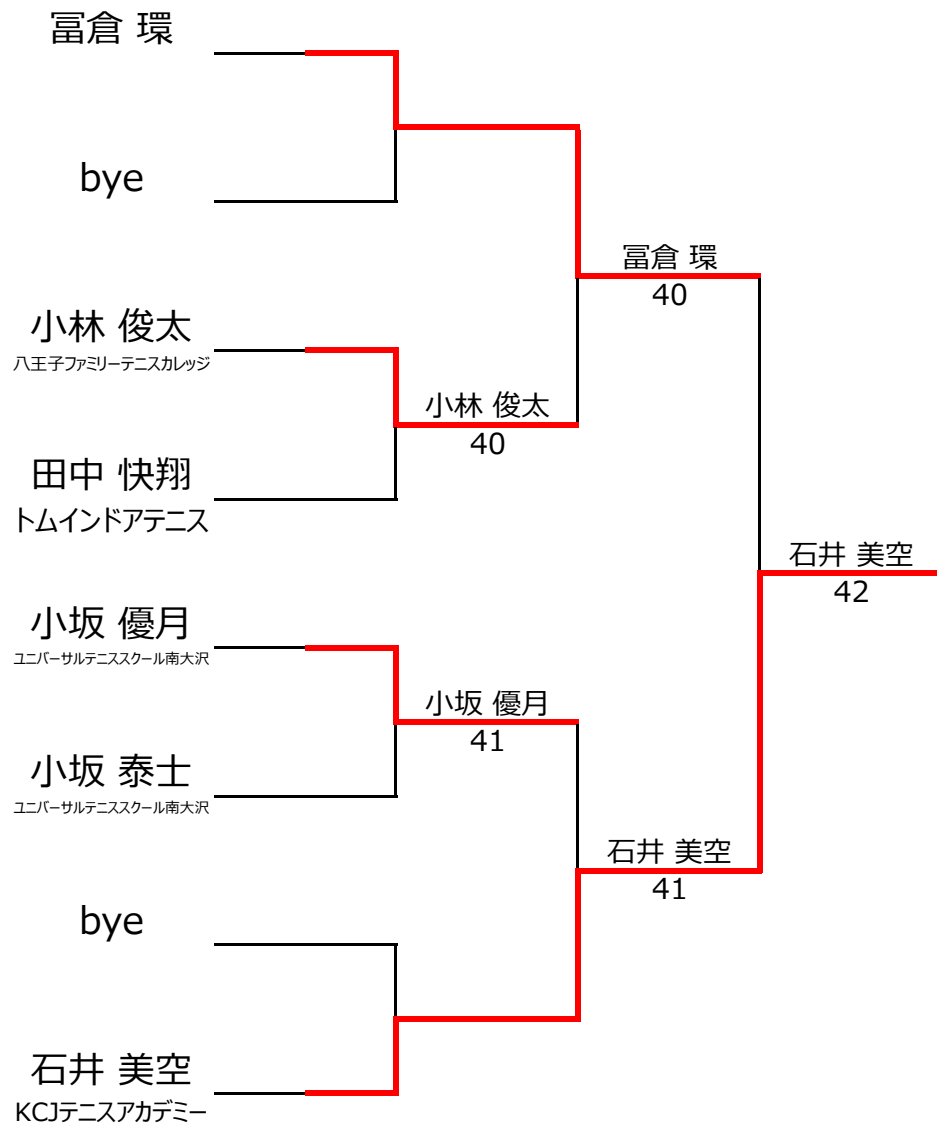 冨倉 環
bye
冨倉 環
40
小林 俊太
八王子ファミリーテニスカレッジ
小林 俊太
40
田中 快翔
トムインドアテニス
石井 美空
42
小坂 優月
ユニバーサルテニススクール南大沢
小坂 優月
41
小坂 泰士
ユニバーサルテニススクール南大沢
石井 美空
41
bye
石井 美空
KCJテニスアカデミー